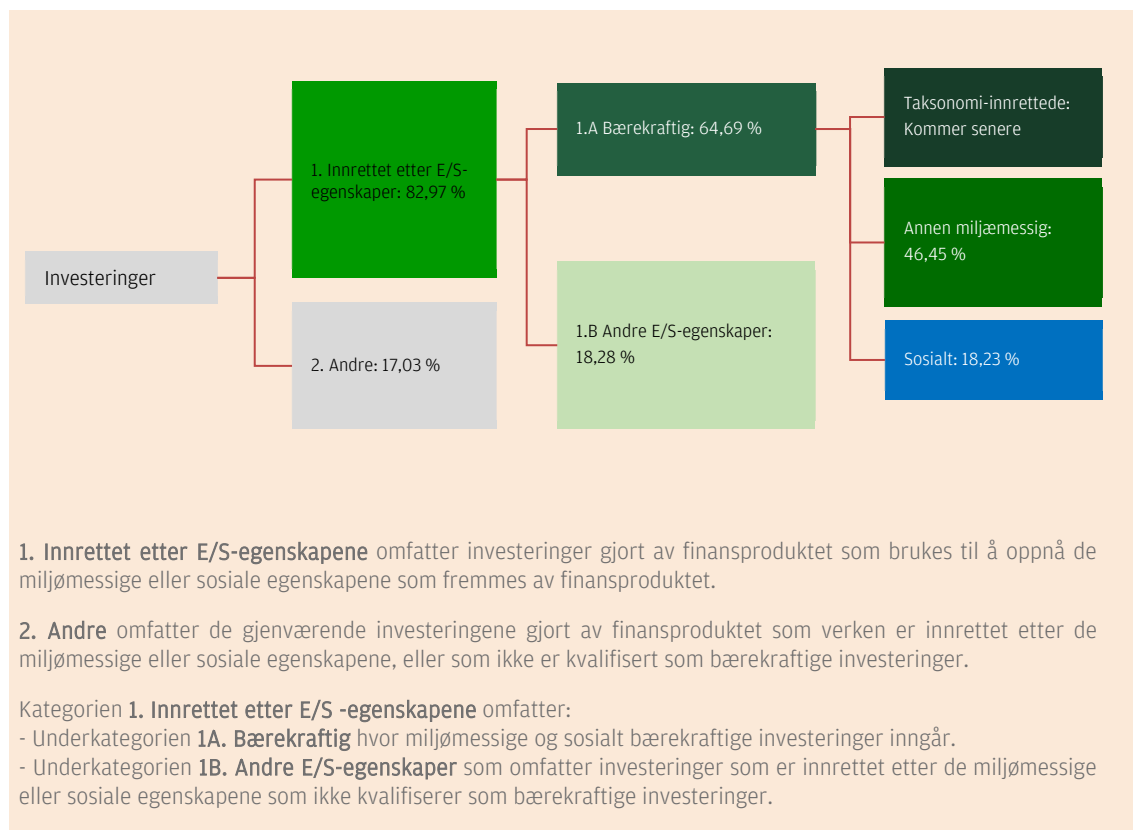 Investeringer
1. Innrettet etter E/S-
egenskaper: 82,97 %
2. Andre: 17,03 %
1.A Bærekraftig: 64,69 %
1.B Andre E/S-egenskaper:
18,28 %
Taksonomi-innrettede:
Kommer senere
Annen miljæmessig:
46,45 %
Sosialt: 18,23 %
1. Innrettet etter E/S-egenskapene omfatter investeringer gjort av finansproduktet som brukes til å oppnå de
miljømessige eller sosiale egenskapene som fremmes av finansproduktet.
2. Andre omfatter de gjenværende investeringene gjort av finansproduktet som verken er innrettet etter de
miljømessige eller sosiale egenskapene, eller som ikke er kvalifisert som bærekraftige investeringer.
Kategorien 1. Innrettet etter E/S -egenskapene omfatter:
- Underkategorien 1A. Bærekraftig hvor miljømessige og sosialt bærekraftige investeringer inngår.
- Underkategorien 1B. Andre E/S-egenskaper som omfatter investeringer som er innrettet etter de miljømessige
eller sosiale egenskapene som ikke kvalifiserer som bærekraftige investeringer.